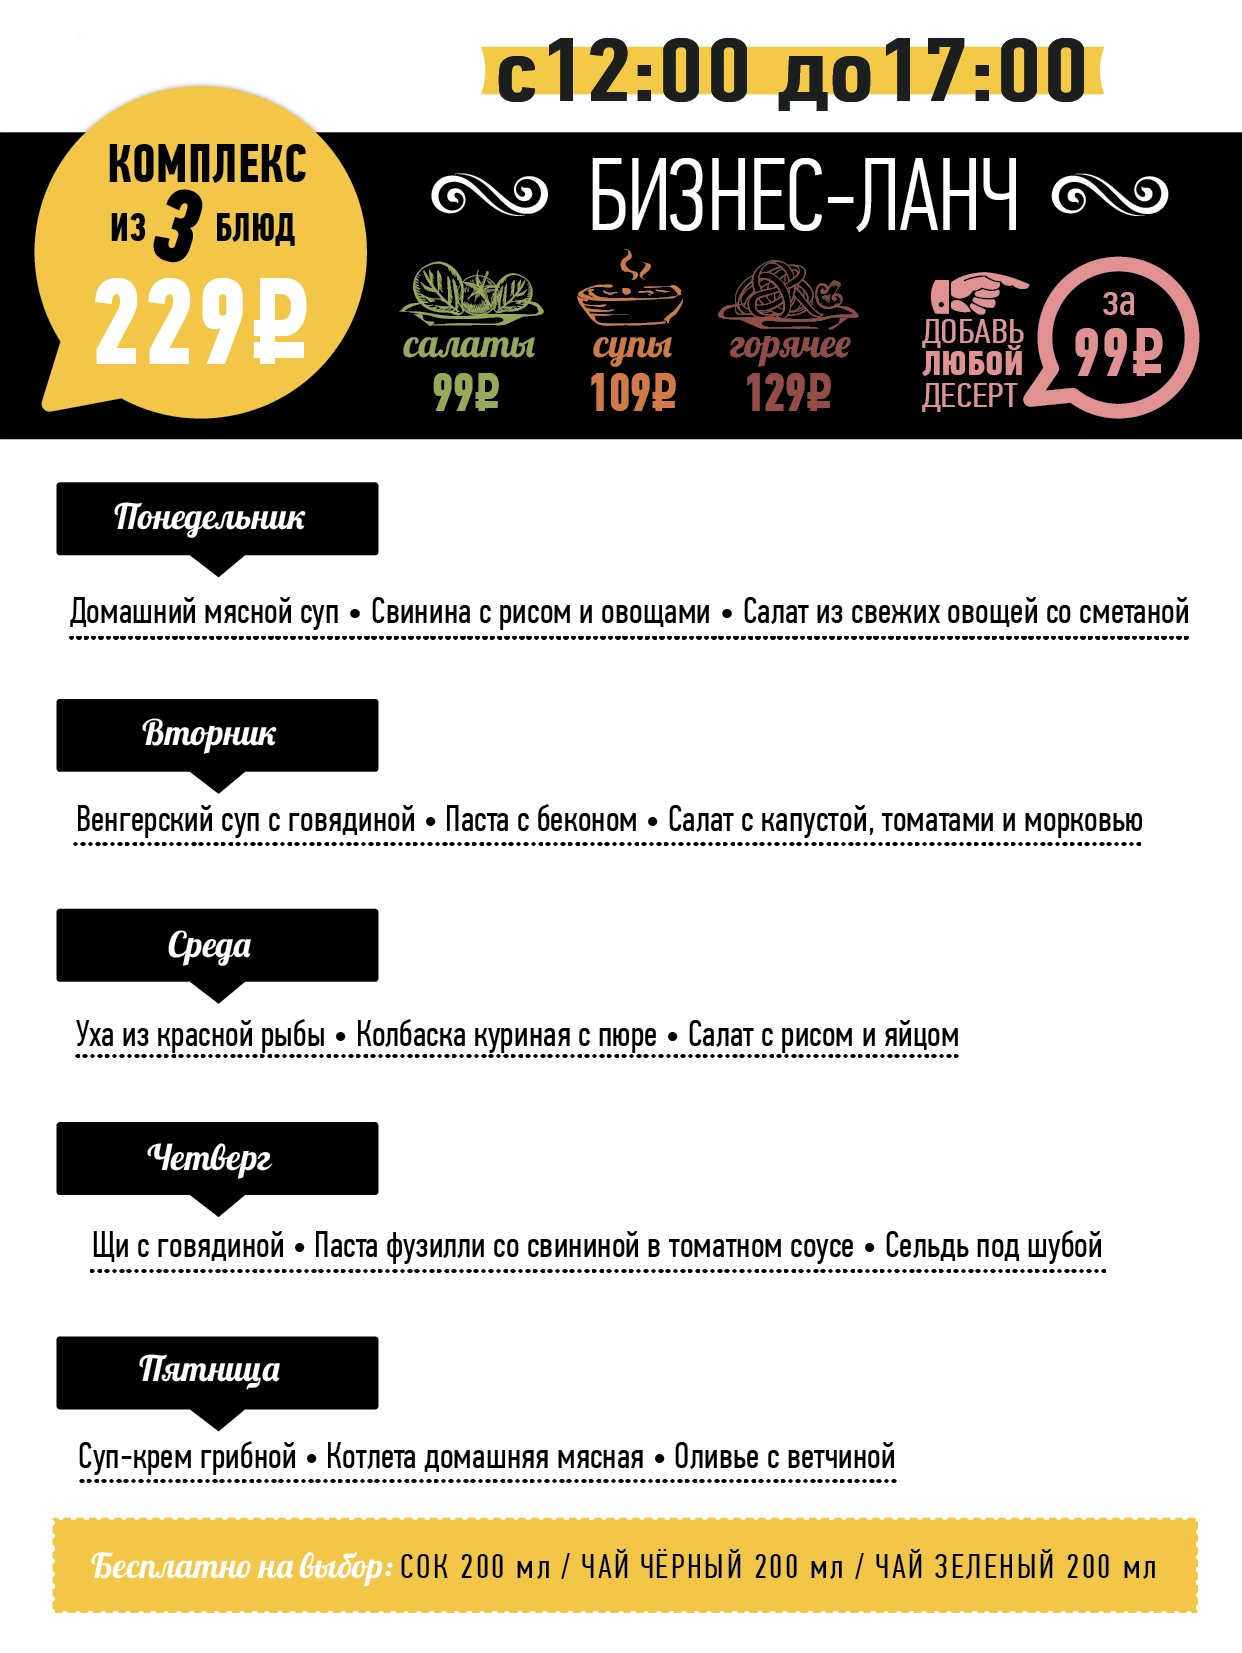 с 12:00 до 17:00
КОМПЛЕКС
ИЗ 3 БЛЮД
229₽
БИЗНЕС-ЛАНЧ
салаты
99₽
супы
109₽
горячее
129₽
ДОБАВЬ
ЛЮБОЙ
ДЕСЕРТ
за
99₽
Понедельник
Домашний мясной суп • Свинина с рисом и овощами • Салат из свежих овощей со сметаной
Вторник
Венгерский суп с говядиной • Паста с беконом • Салат с капустой, томатами и морковью
Среда
Уха из красной рыбы • Колбаска куриная с пюре • Салат с рисом и яйцом
Четверг
Щи с говядиной • Паста фузилли со свининой в томатном соусе • Сельдь под шубой
Пятница
Суп-крем грибной • Котлета домашняя мясная • Оливье с ветчиной
Бесплатно на выбор: СОК 200 мл / ЧАЙ ЧЁРНЫЙ 200 мл / ЧАЙ ЗЕЛЕНЫЙ 200 мл